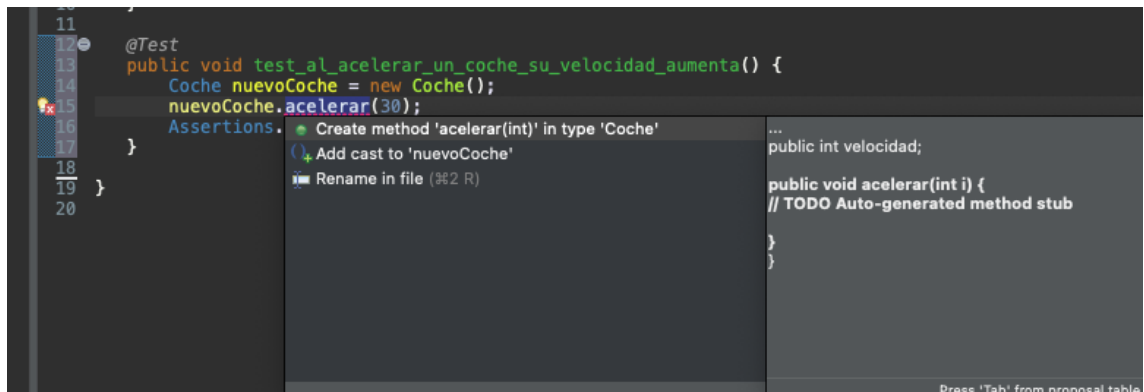 11
12 @Test
13 public void test_al_acelerar_un_coche_su_velocidad_aumenta() {
14 Coche nuevoCoche = new Coche();
15 nuevoCoche.acelerar(30);
16 Assertions.
17 }
18
19 }
20
Create method 'acelerar(int)' in type 'Coche'
Add cast to 'nuevoCoche'
Rename in file (⌘2 R)
...
public int velocidad;
public void acelerar(int i) {
// TODO Auto-generated method stub
}
}
Press 'Tab' from proposal table